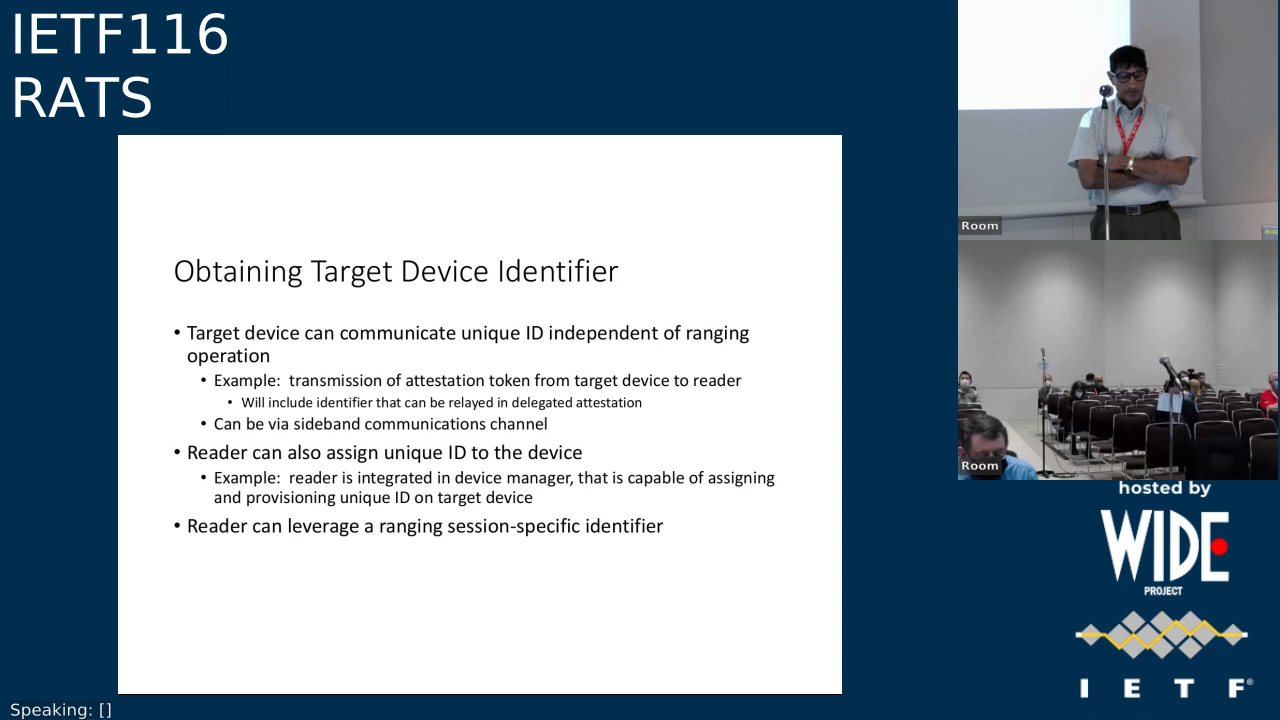 IETF116
RATS
Obtaining Target Device Identifier
• Target device can communicate unique ID independent of ranging
operation
• Example:  transmission of attestation token from target device to reader
• Will include identifier that can be relayed in delegated attestation
• Can be via sideband communications channel
• Reader can also assign unique ID to the device
• Example:  reader is integrated in device manager, that is capable of assigning
and provisioning unique ID on target device
• Reader can leverage a ranging session-specific identifier
Room
Room
hosted by
WIDE
PROJECT
I E T F®
Speaking: []